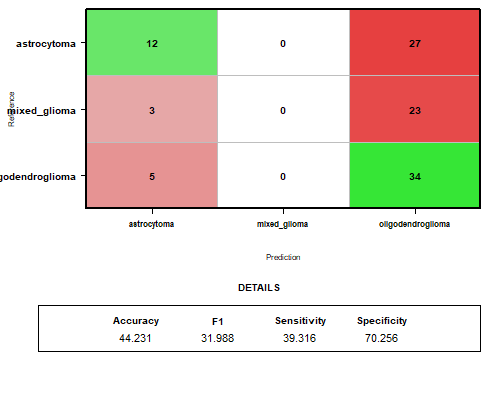 astrocytoma 12 0 27
mixed_glioma 3 0 23
godendroglioma 5 0 34
Reference
astrocytoma mixed_glioma oligodendroglioma
Prediction
DETAILS
Accuracy F1 Sensitivity Specificity
44.231 31.988 39.316 70.256